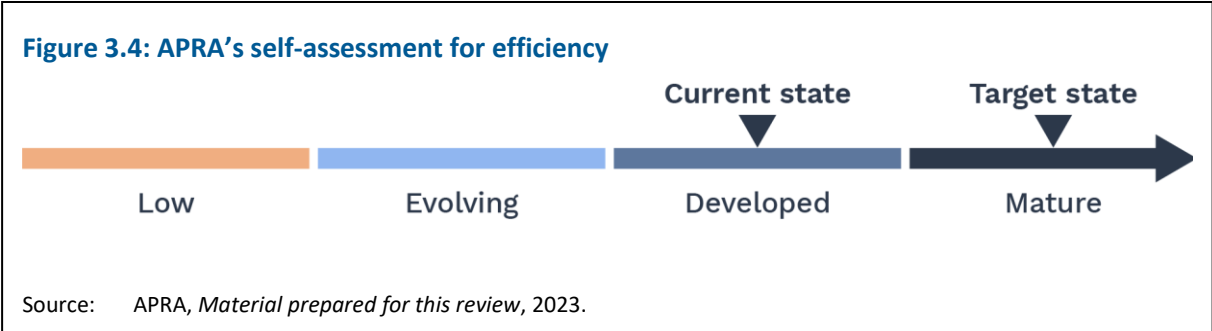 Figure 3.4: APRA’s self-assessment for efficiency
Current state Target state
Low Evolving Developed Mature
Source: APRA, Material prepared for this review, 2023.